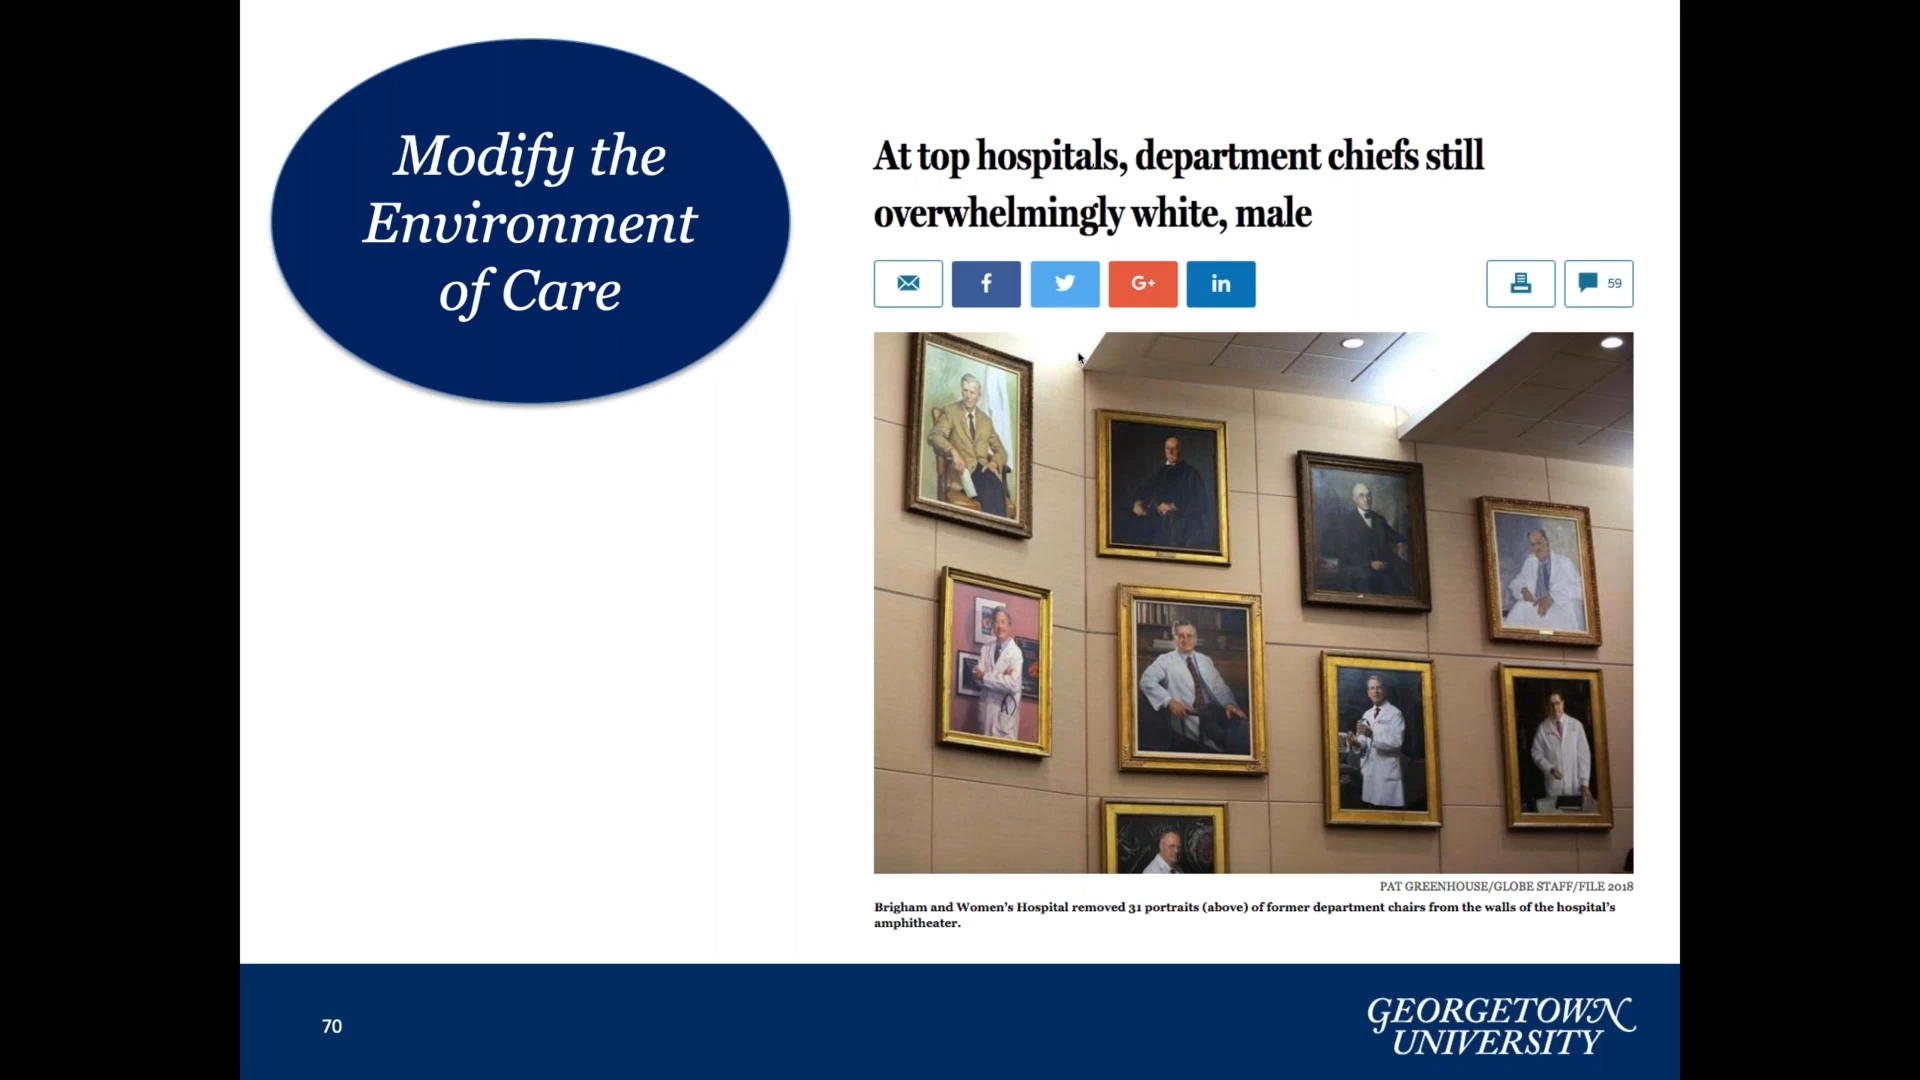 Modify the
Environment
of Care
At top hospitals, department chiefs still
overwhelmingly white, male
f
G+
in
59
PAT GREENHOUSE/GLOBE STAFF/FILE 2018
Brigham and Women's Hospital removed 31 portraits (above) of former department chairs from the walls of the hospital's
amphitheater.
70
GEORGETOWN
UNIVERSITY